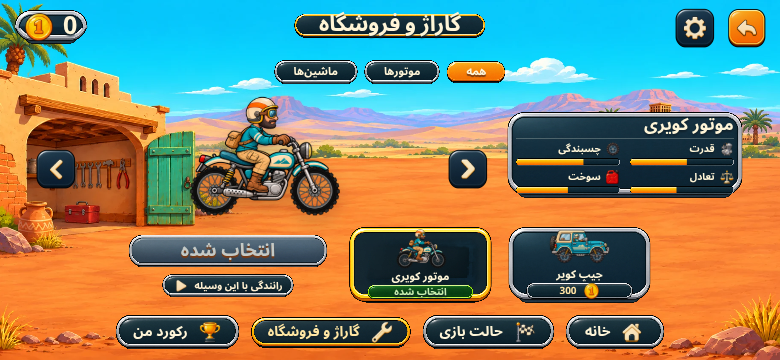 0
گاراژ و فروشگاه
همه
موتورها
ماشین‌ها
موتور کویری
قدرت
چسبندگی
تعادل
سوخت
انتخاب شده
رانندگی با این وسیله
موتور کویری
انتخاب شده
جیپ کویر
300
خانه
حالت بازی
گاراژ و فروشگاه
رکورد من